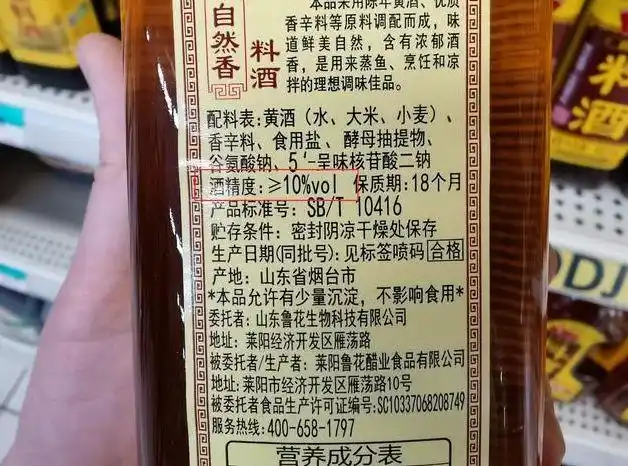 自然香
料酒
本品采用陈年黄酒、优质
香辛料等原料调配而成，味
道鲜美自然，含有浓郁酒
香，是用来蒸鱼、烹饪和凉
拌的理想调味佳品。
配料表：黄酒（水、大米、小麦）、
香辛料、食用盐、酵母抽提物、
谷氨酸钠、5‘-呈味核苷酸二钠
酒精度：≥10%vol 保质期：18个月
产品标准号：SB/T 10416
贮存条件：密封阴凉干燥处保存
生产日期(同批号)：见标签喷码 合格
产地：山东省烟台市
*本品允许有少量沉淀，不影响食用*
委托者：山东鲁花生物科技有限公司
地址：莱阳经济开发区雁荡路
被委托者/生产者：莱阳鲁花醋业食品有限公司
地址：莱阳市经济开发区雁荡路10号
被委托者食品生产许可证编号：SC10337068208749
服务热线：400-658-1797
营养成分表
料酒
DDJ